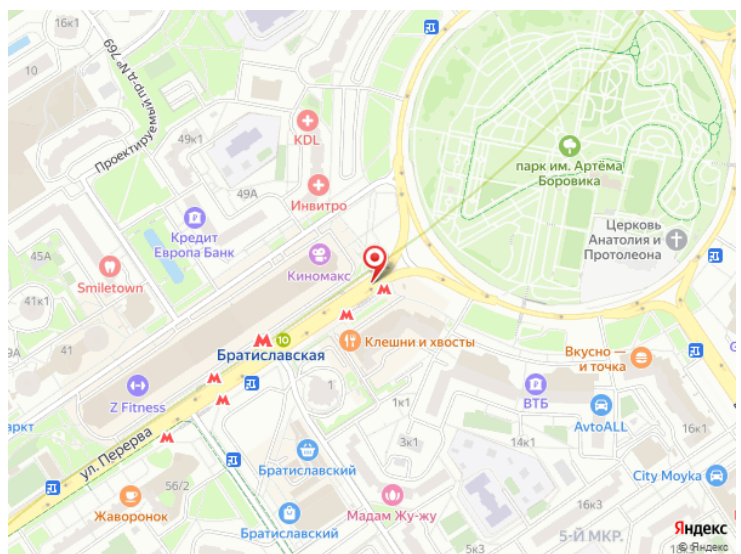 16к1
10
Проектируемый пр-д № 769
49к1
KDL
49А
Инвитро
парк им. Артёма
Боровика
Церковь
Анатолия и
Протолеона
Кредит
Европа Банк
Киномакс
45А
Smiletown
41к1
41
10
Братиславская
Клешни и хвосты
Вкусно —
и точка
Z Fitness
1
ВТБ
1к1
AvtoALL
ул. Перерва
3к1
14к1
16к1
Братиславский
City Moyka
56/2
Жаворонок
Мадам Жу-жу
16к3
Братиславский
5-Й МКР.
5к3
Яндекс
© Яндекс